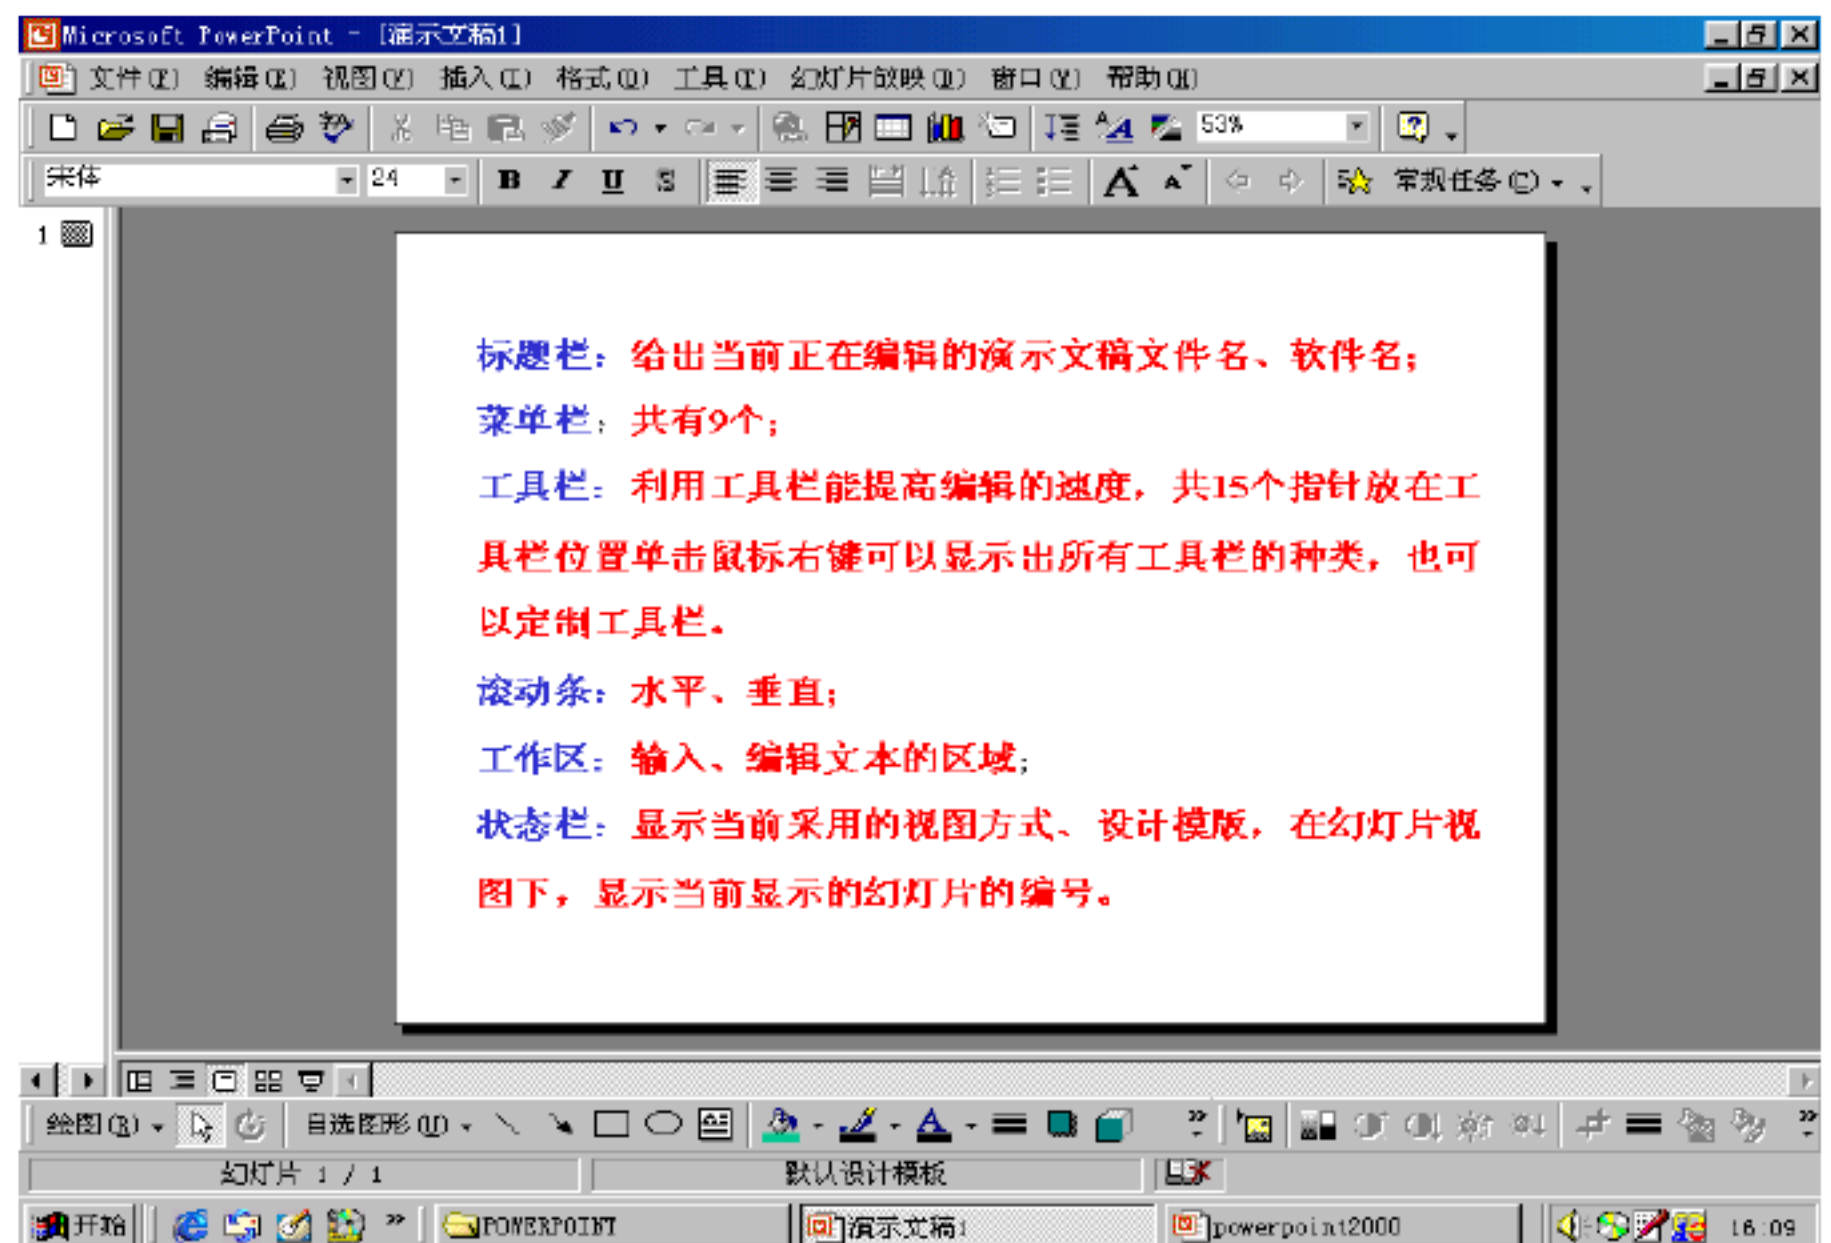 Microsoft PowerPoint - [演示文稿1]
文件(F) 编辑(E) 视图(V) 插入(I) 格式(O) 工具(T) 幻灯片放映(D) 窗口(W) 帮助(H)
53%
宋体 24 B I U S A A 常规任务(C)
1
标题栏：给出当前正在编辑的演示文稿文件名、软件名；
菜单栏：共有9个；
工具栏：利用工具栏能提高编辑的速度，共15个指针放在工
具栏位置单击鼠标右键可以显示出所有工具栏的种类，也可
以定制工具栏。
滚动条：水平、垂直；
工作区：输入、编辑文本的区域；
状态栏：显示当前采用的视图方式、设计模版，在幻灯片视
图下，显示当前显示的幻灯片的编号。
绘图(R) 自选图形(U) A
幻灯片 1 / 1 默认设计模板
开始 POWERPOINT 演示文稿1 powerpoint2000 16:09